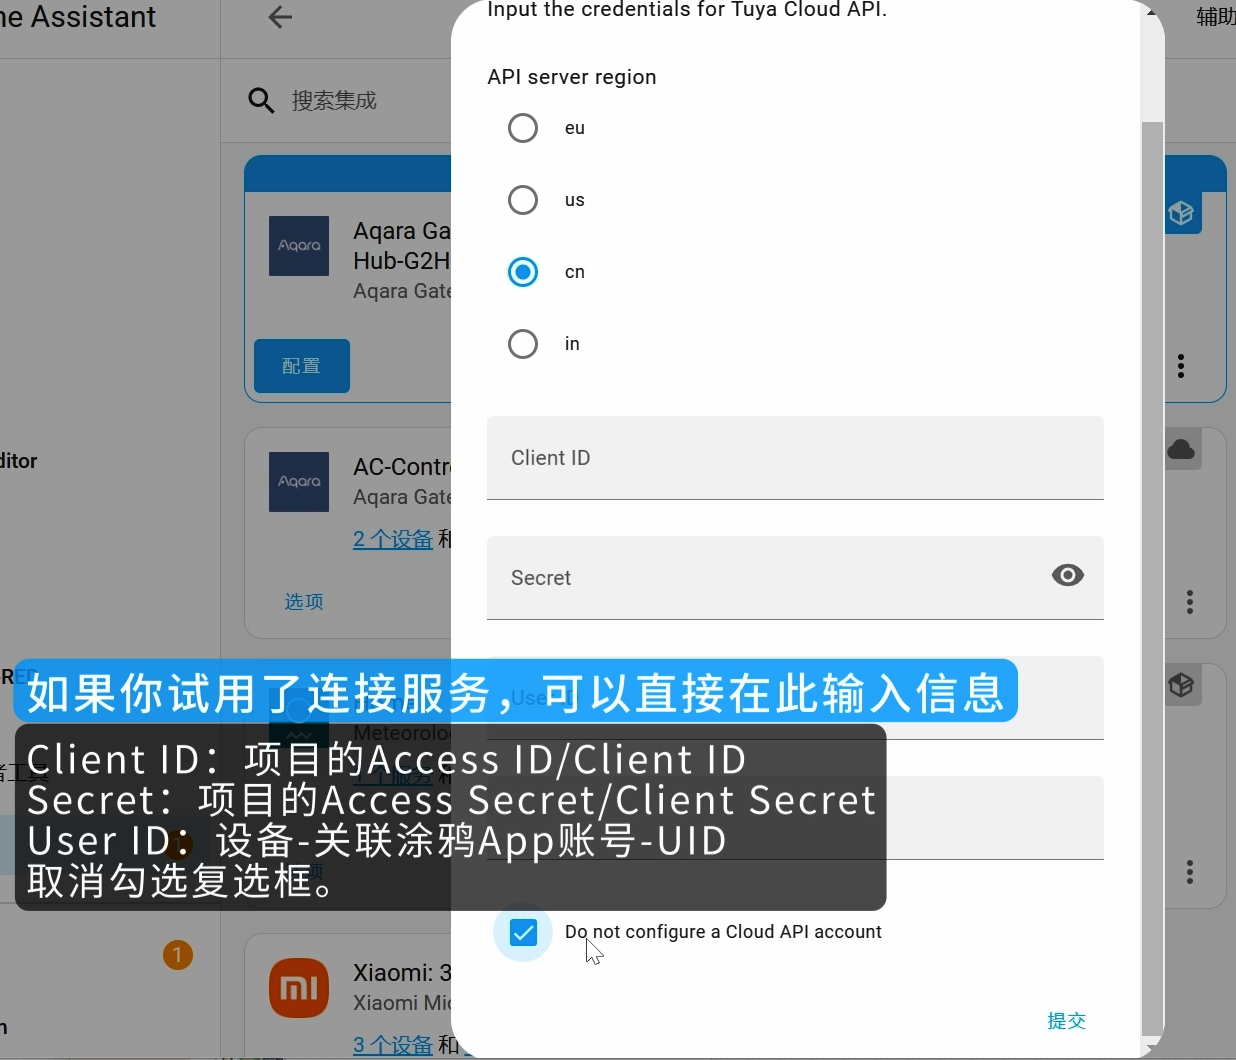 ne Assistant
Input the credentials for Tuya Cloud API.
辅助
API server region
搜索集成
eu
us
cn
in
Aqara
Aqara Ga
Hub-G2H
Aqara Gate
配置
Client ID
ditor
Aqara
AC-Contr
Aqara Gate
2 个设备 和
Secret
选项
RED
如果你试用了连接服务，可以直接在此输入信息
Meteorolo
者工具
Client ID：项目的Access ID/Client ID
Secret：项目的Access Secret/Client Secret
User ID：设备-关联涂鸦App账号-UID
取消勾选复选框。
Do not configure a Cloud API account
1
Xiaomi: 3
Xiaomi Mi
3 个设备 和
n
提交